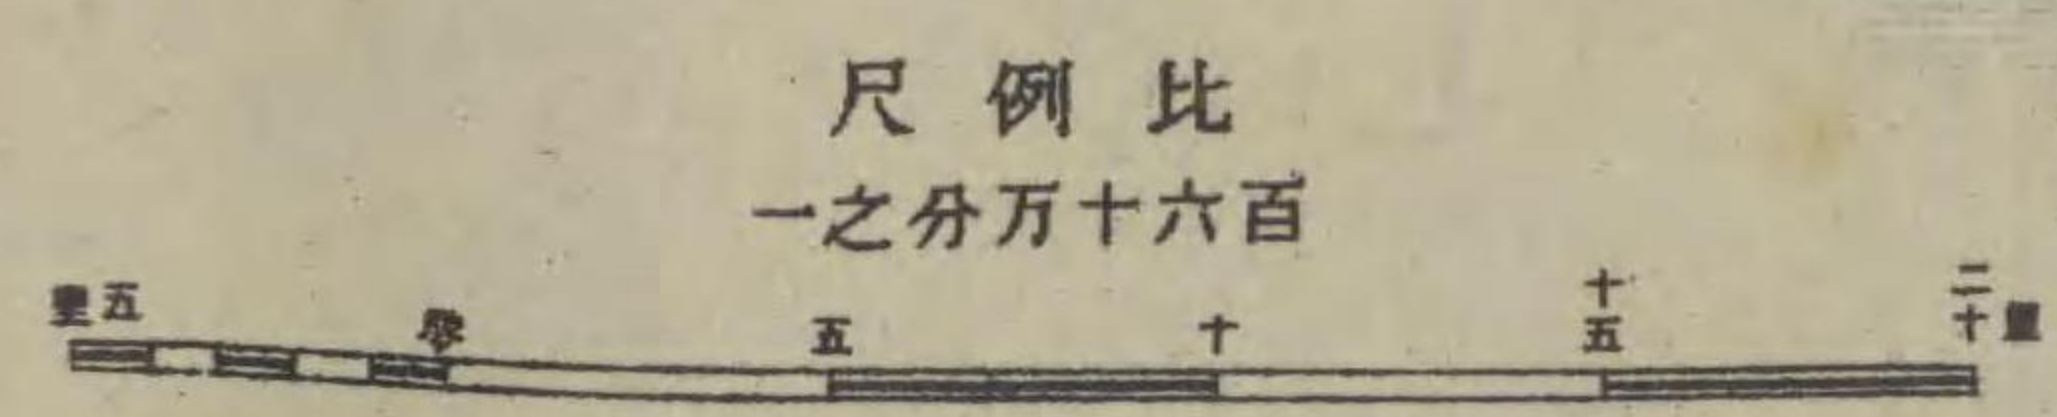 比例尺
百六十万分之一
里五 零 五 十 十五 二十里